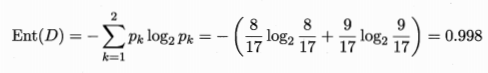 Ent(D) = -\sum_{k=1}^{2} p_k \log_2 p_k = -\left( \frac{8}{17} \log_2 \frac{8}{17} + \frac{9}{17} \log_2 \frac{9}{17} \right) = 0.998